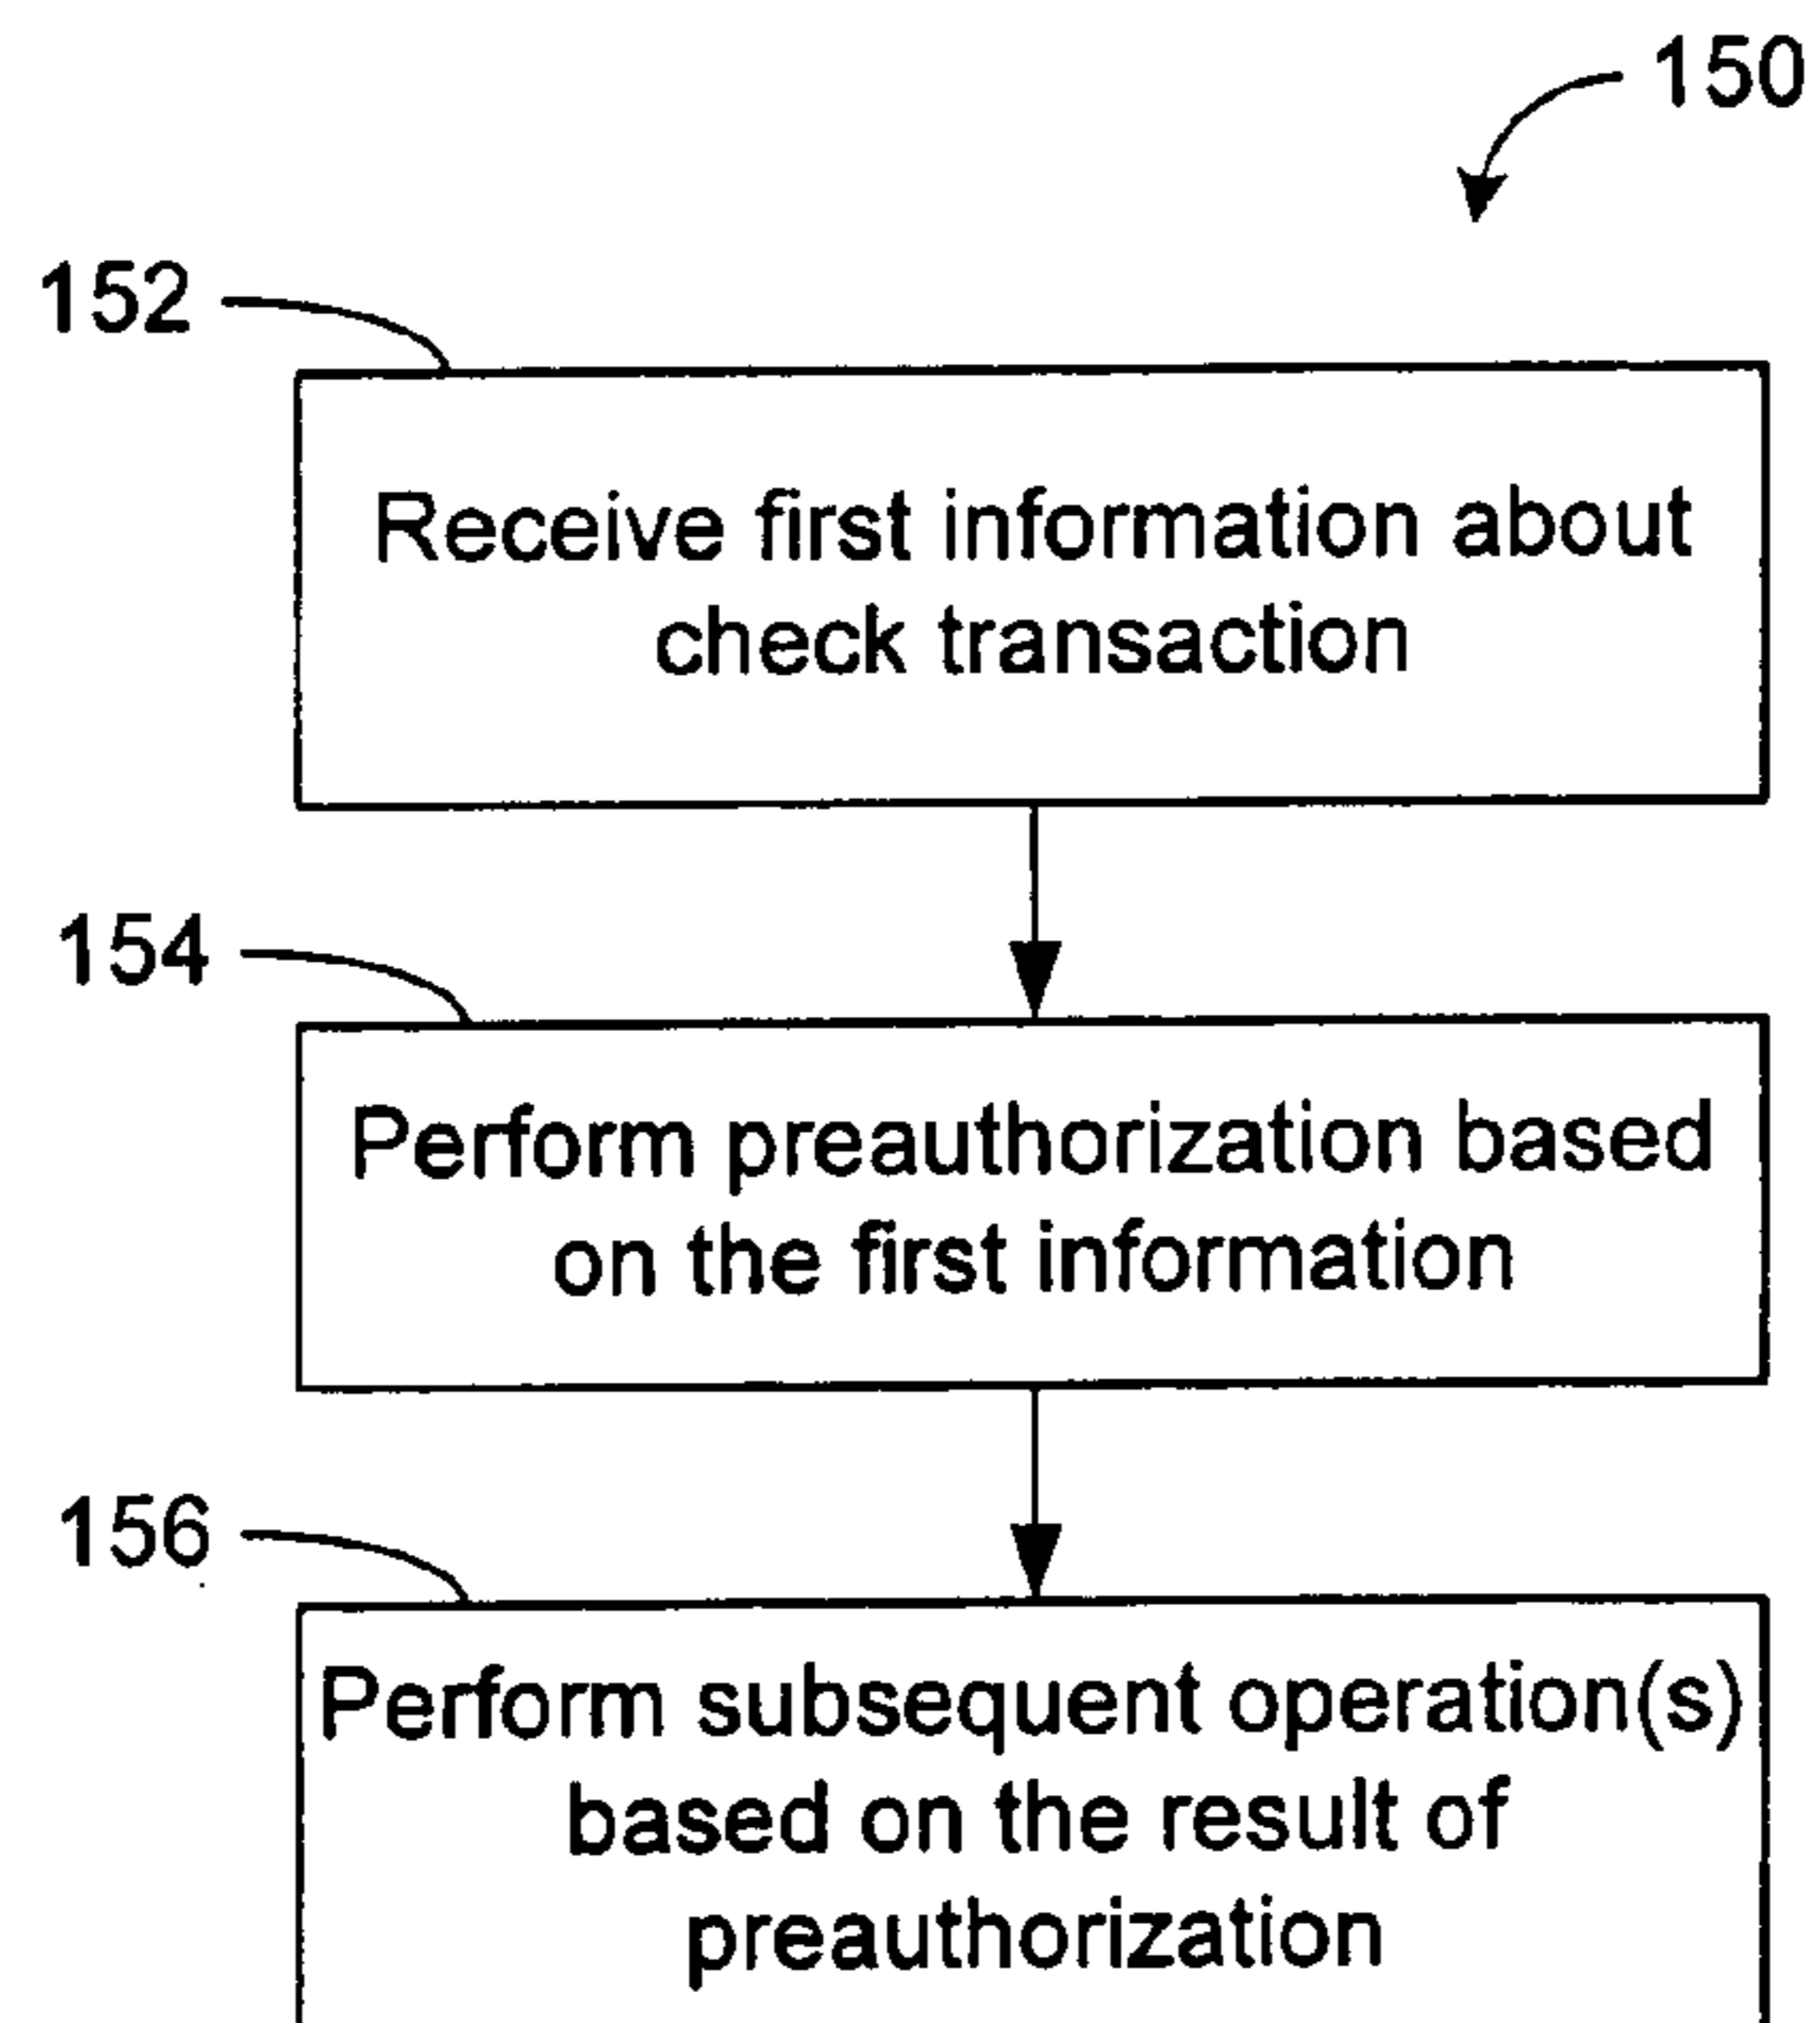 150
152
Receive first information about
check transaction
154
Perform preauthorization based
on the first information
156
Perform subsequent operation(s)
based on the result of
preauthorization